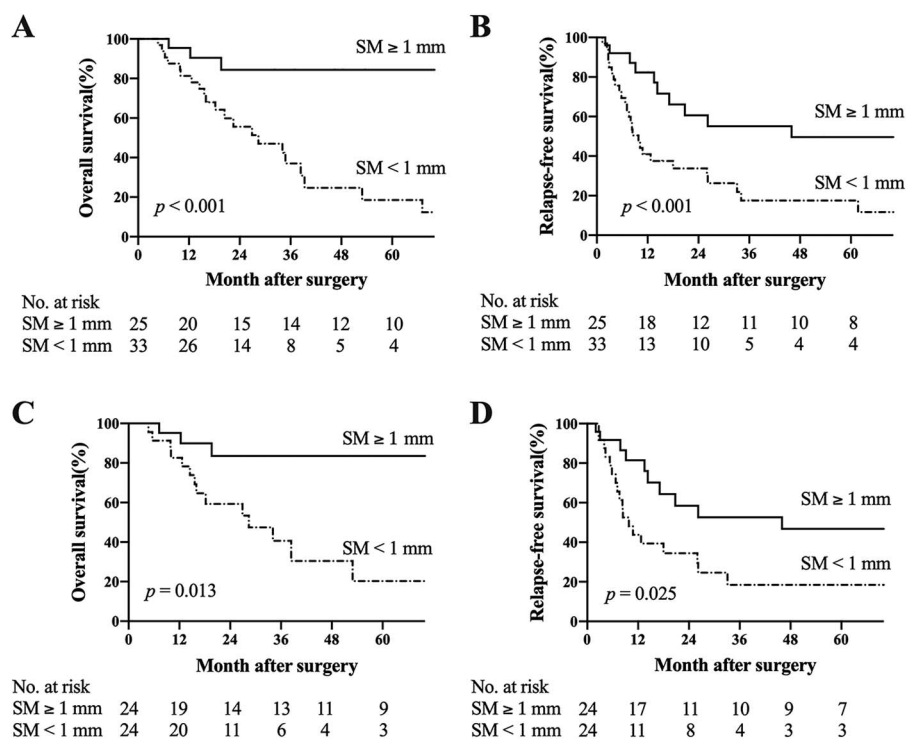 A
Overall survival(%)
100
80
60
40
20
0
SM ≥ 1 mm
SM < 1 mm
p < 0.001
0 12 24 36 48 60
Month after surgery
No. at risk
SM ≥ 1 mm 25 20 15 14 12 10
SM < 1 mm 33 26 14 8 5 4
B
Relapse-free survival(%)
100
80
60
40
20
0
SM ≥ 1 mm
SM < 1 mm
p < 0.001
0 12 24 36 48 60
Month after surgery
No. at risk
SM ≥ 1 mm 25 18 12 11 10 8
SM < 1 mm 33 13 10 5 4 4
C
Overall survival(%)
100
80
60
40
20
0
SM ≥ 1 mm
SM < 1 mm
p = 0.013
0 12 24 36 48 60
Month after surgery
No. at risk
SM ≥ 1 mm 24 19 14 13 11 9
SM < 1 mm 24 20 11 6 4 3
D
Relapse-free survival(%)
100
80
60
40
20
0
SM ≥ 1 mm
SM < 1 mm
p = 0.025
0 12 24 36 48 60
Month after surgery
No. at risk
SM ≥ 1 mm 24 17 11 10 9 7
SM < 1 mm 24 11 8 4 3 3